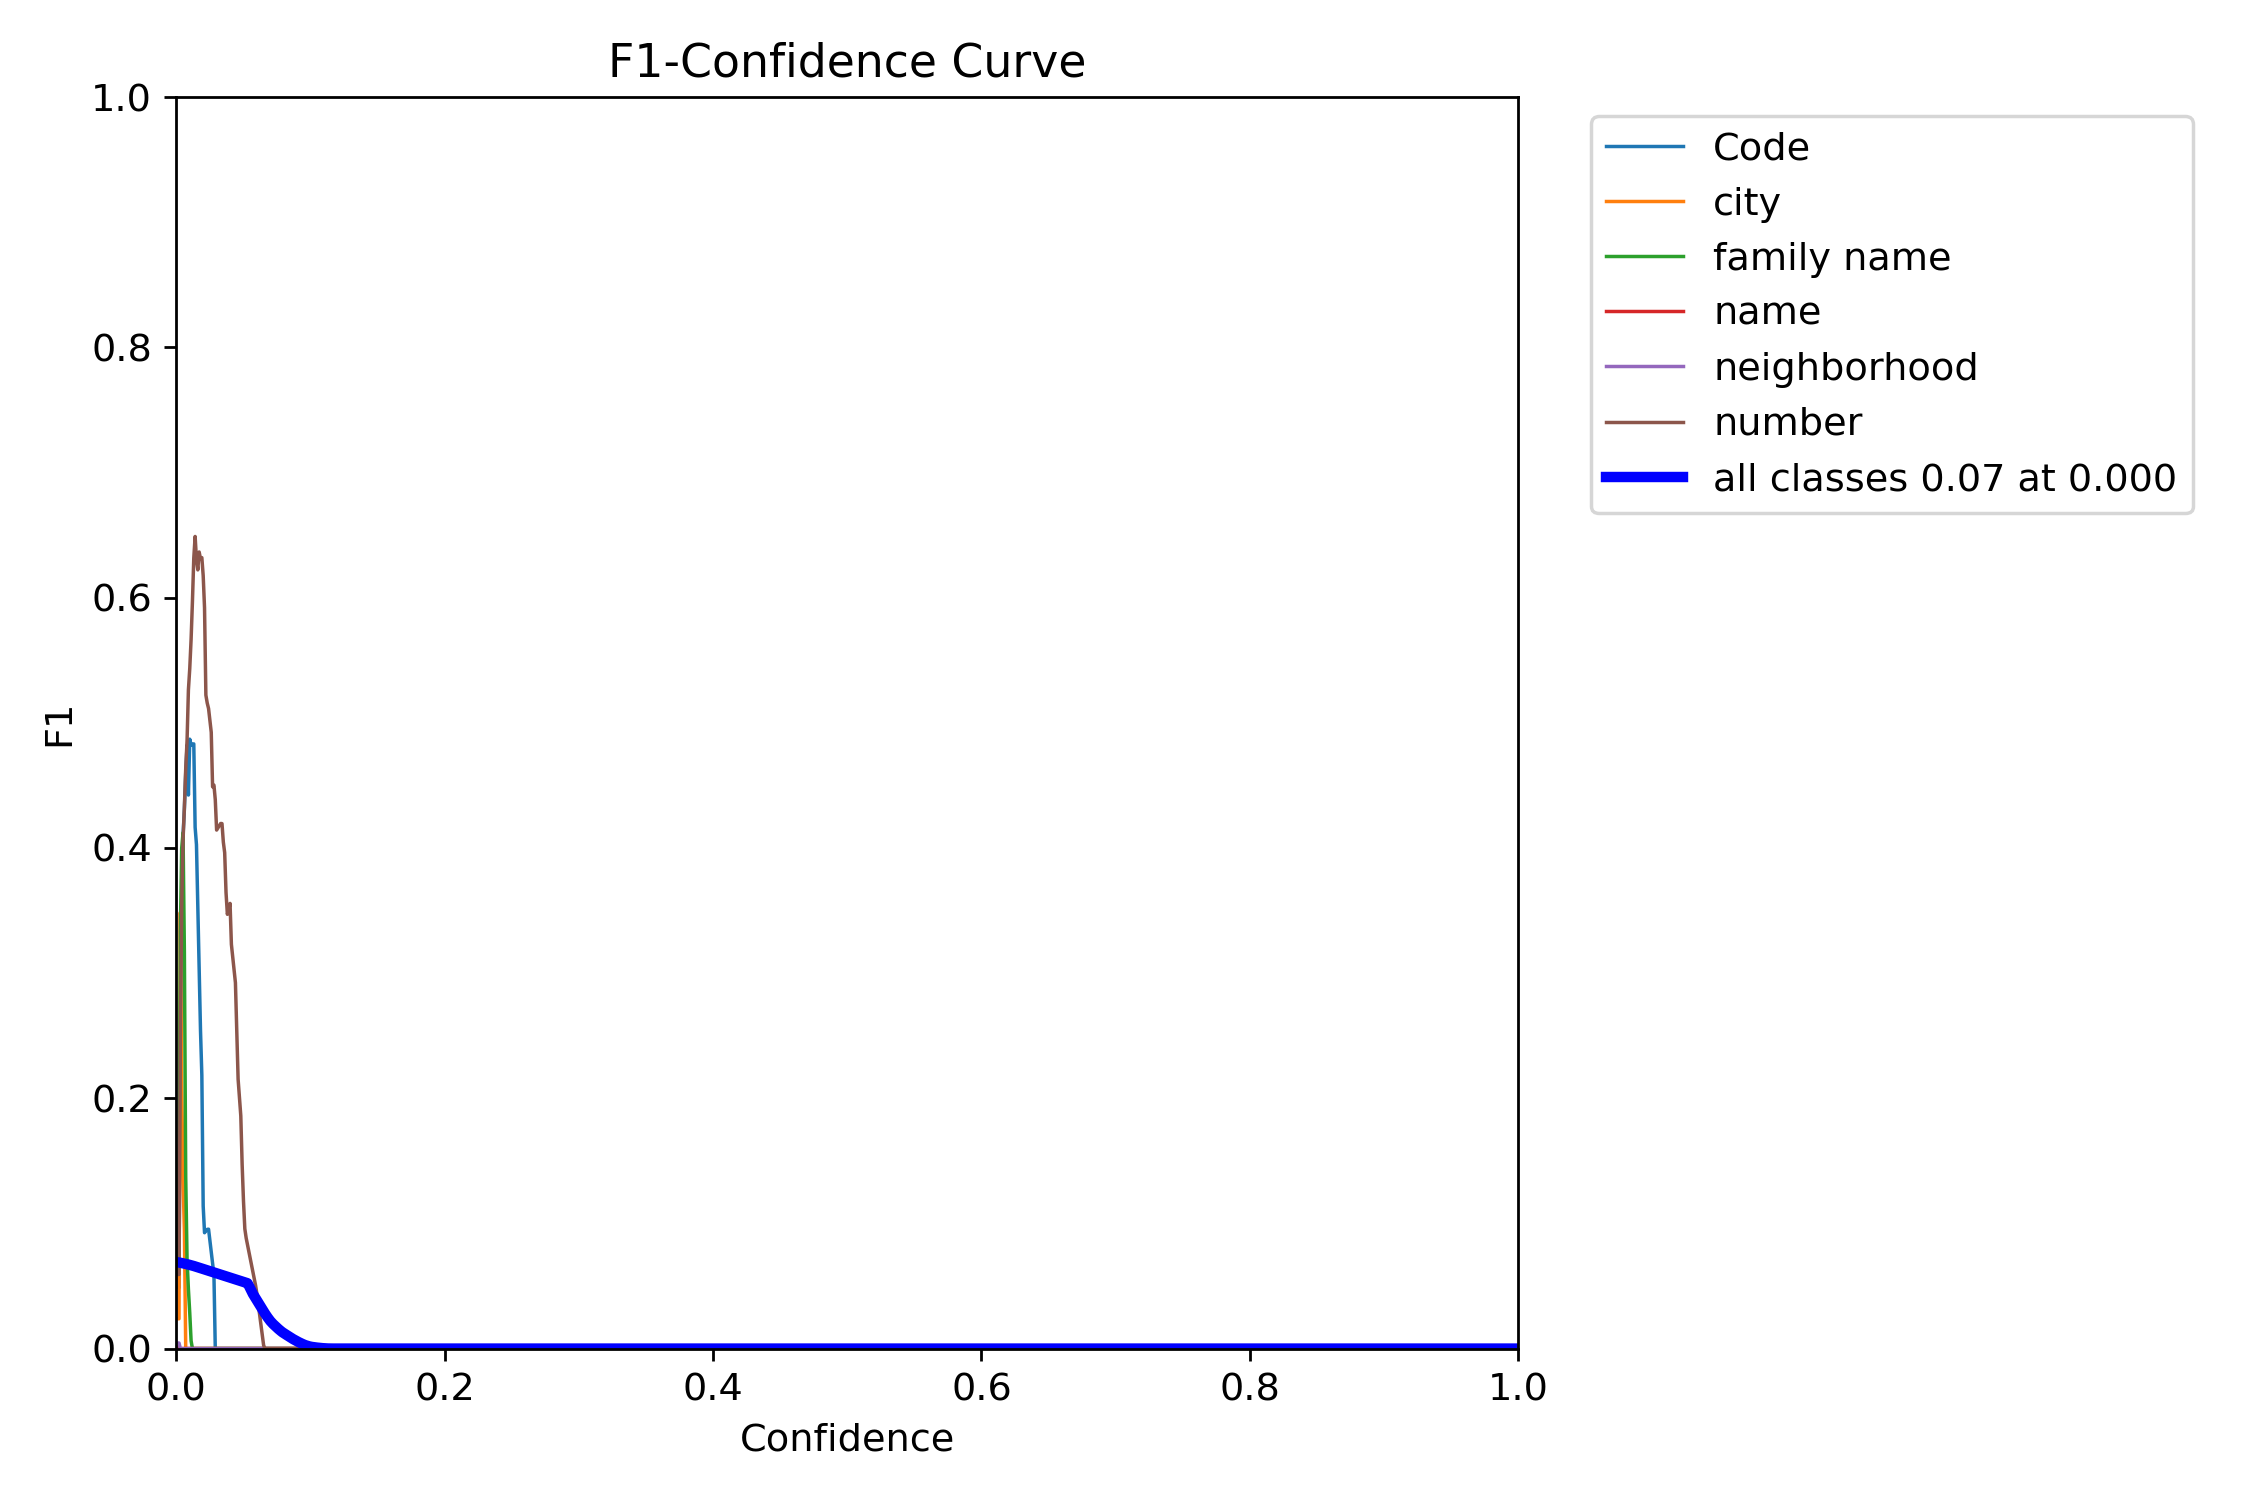 F1-Confidence Curve
1.0
0.8
0.6
0.4
0.2
0.0
F1
0.0 0.2 0.4 0.6 0.8 1.0
Confidence
Code
city
family name
name
neighborhood
number
all classes 0.07 at 0.000